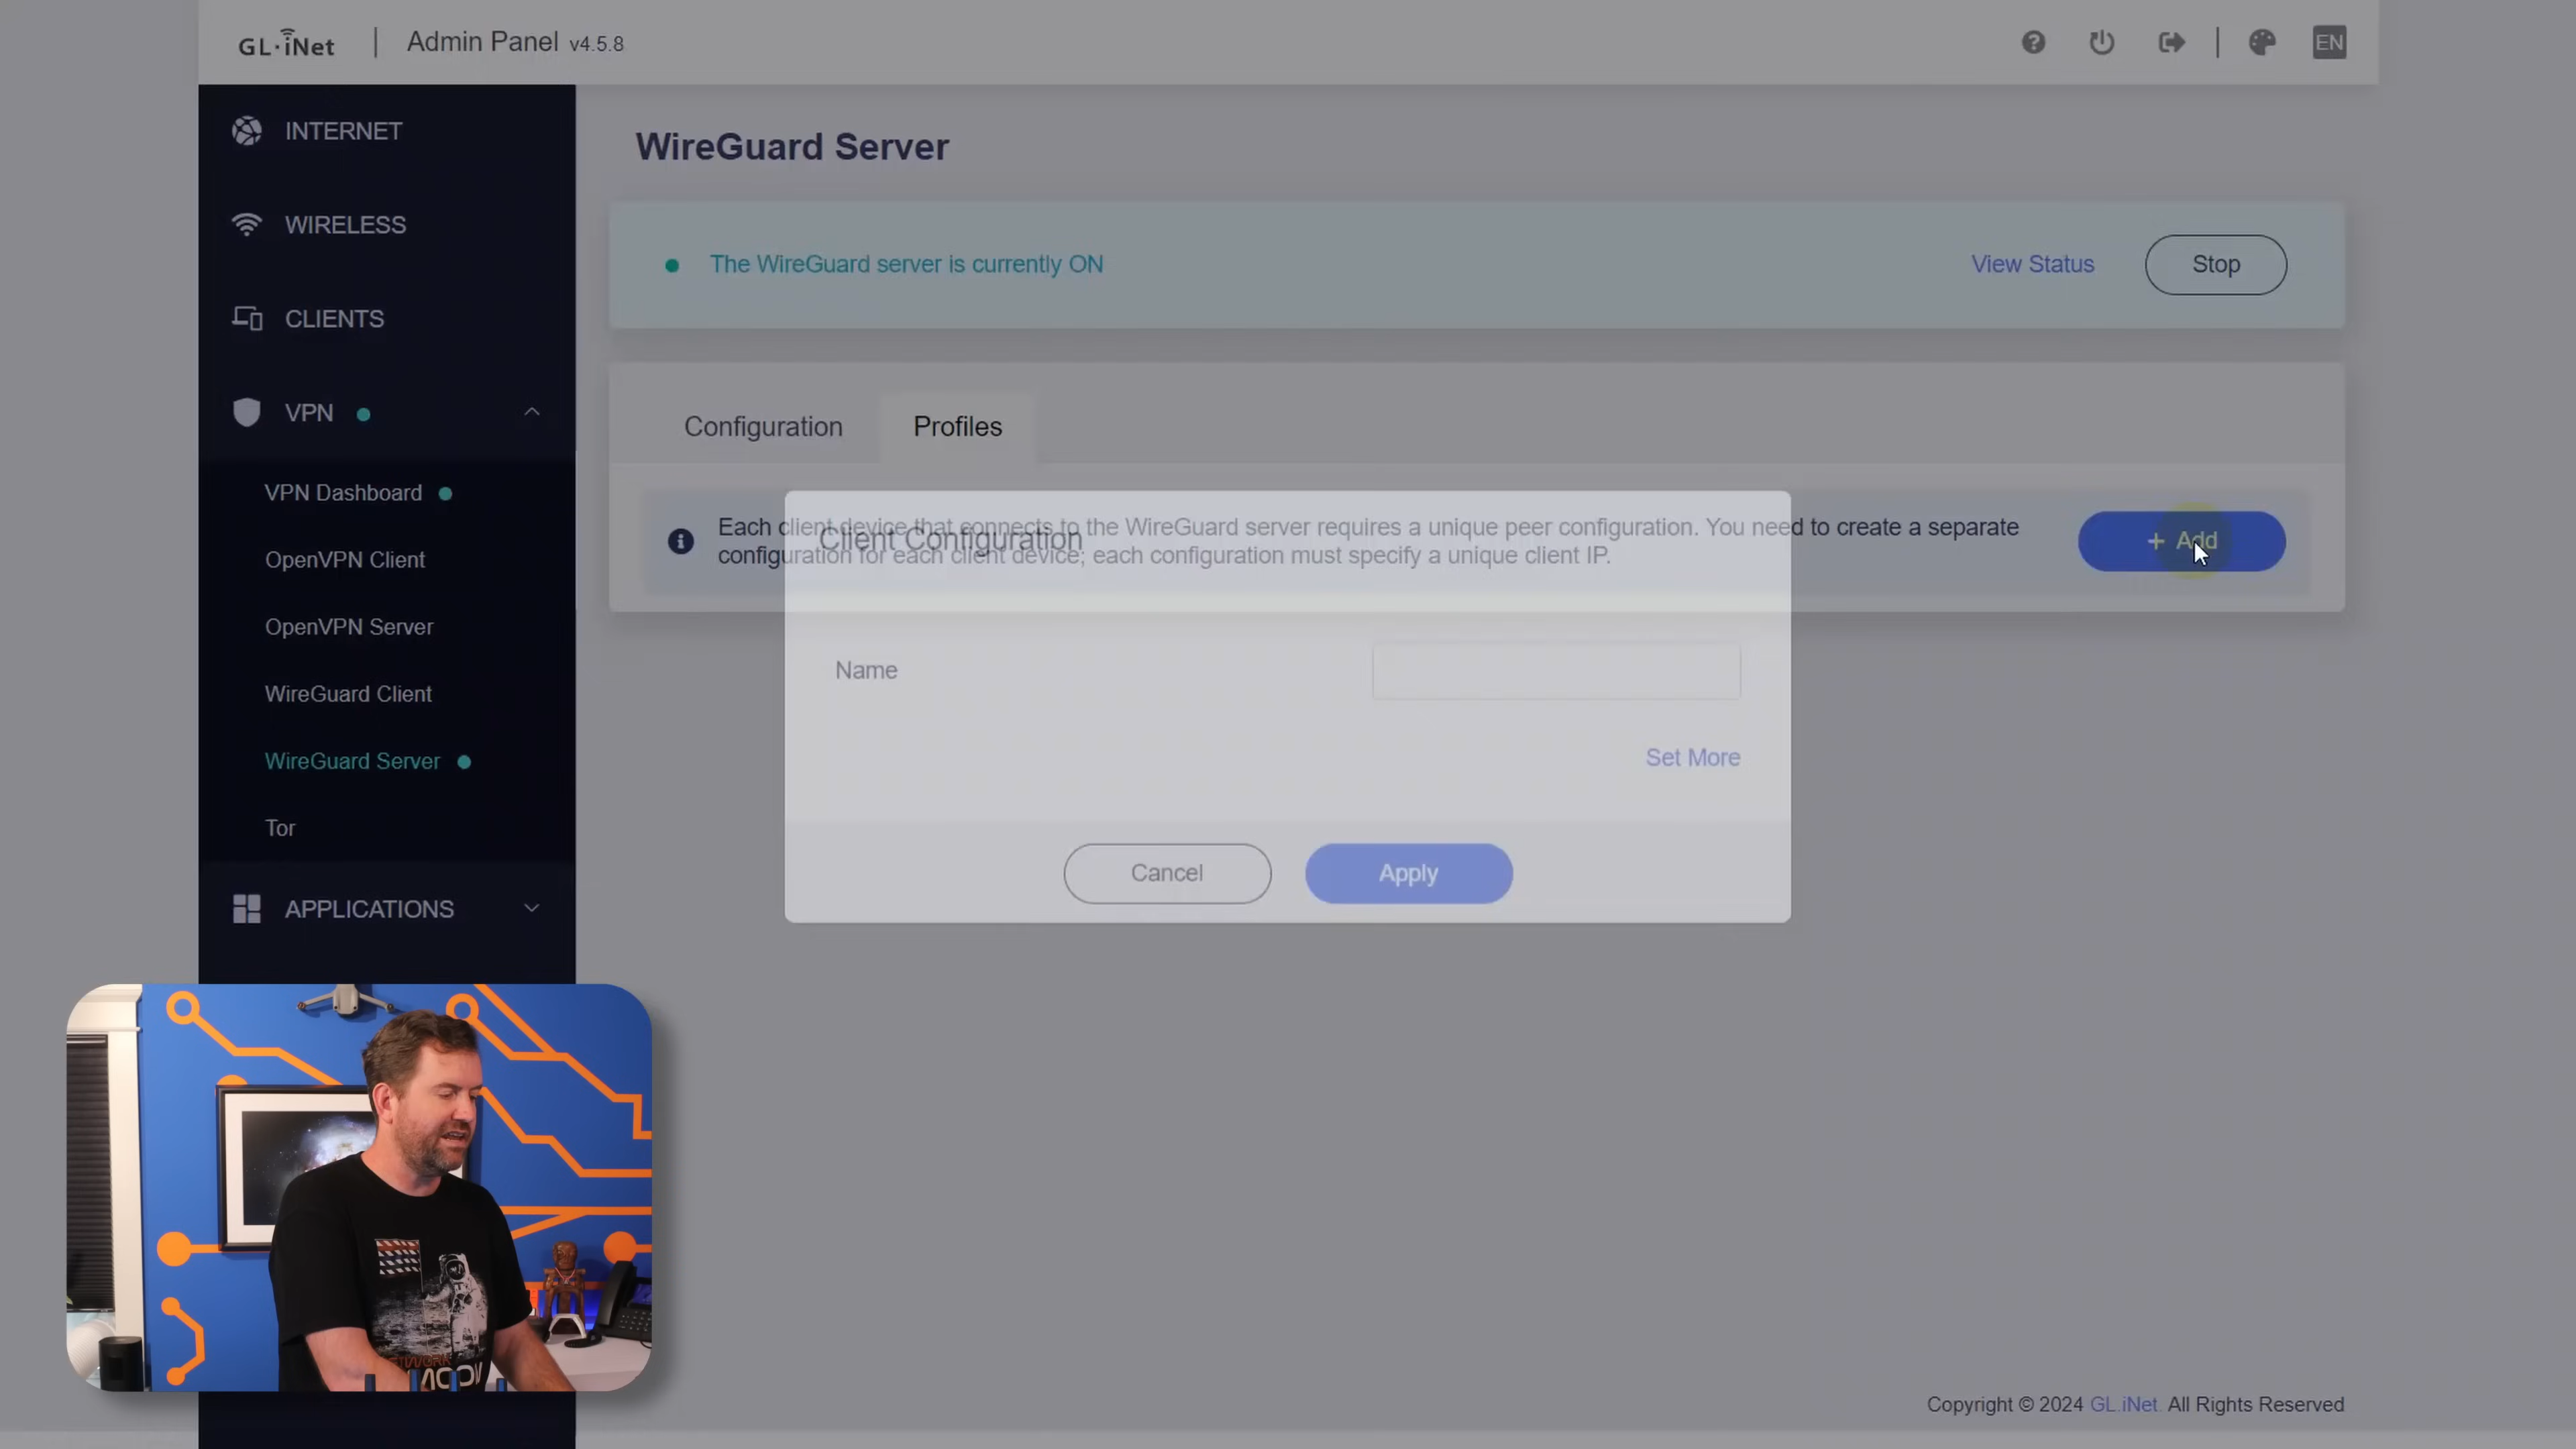 GL·iNet | Admin Panel v4.5.8
EN
INTERNET
WIRELESS
CLIENTS
VPN
VPN Dashboard
OpenVPN Client
OpenVPN Server
WireGuard Client
WireGuard Server
Tor
APPLICATIONS
WireGuard Server
The WireGuard server is currently ON
View Status
Stop
Configuration
Profiles
Each client device that connects to the WireGuard server requires a unique peer configuration. You need to create a separate
configuration for each client device; each configuration must specify a unique client IP.
+ Add
Client Configuration
Name
Set More
Cancel
Apply
MOON
Copyright © 2024 GL.iNet. All Rights Reserved